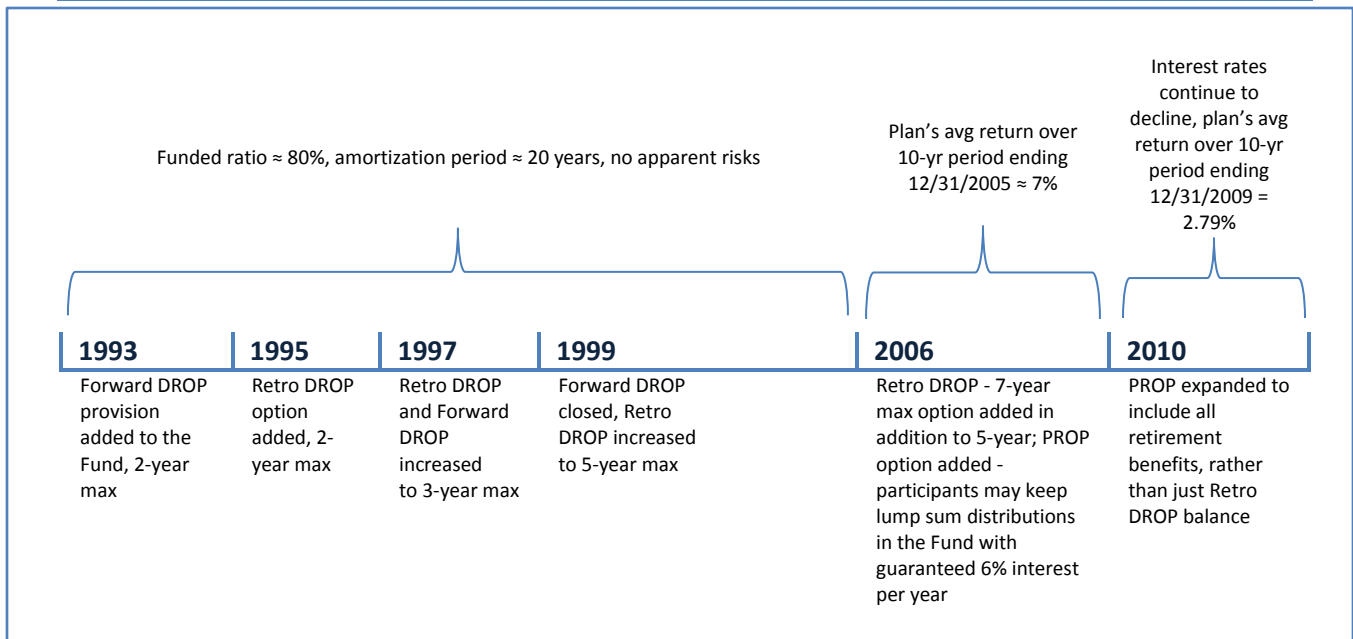 Funded ratio ≈ 80%, amortization period ≈ 20 years, no apparent risks
Plan’s avg return over
10-yr period ending
12/31/2005 ≈ 7%
Interest rates
continue to
decline, plan’s avg
return over 10-yr
period ending
12/31/2009 =
2.79%
1993
Forward DROP
provision
added to the
Fund, 2-year
max
1995
Retro DROP
option
added, 2-
year max
1997
Retro DROP
and Forward
DROP
increased
to 3-year max
1999
Forward DROP
closed, Retro
DROP increased
to 5-year max
2006
Retro DROP - 7-year
max option added in
addition to 5-year; PROP
option added -
participants may keep
lump sum distributions
in the Fund with
guaranteed 6% interest
per year
2010
PROP expanded to
include all
retirement
benefits, rather
than just Retro
DROP balance